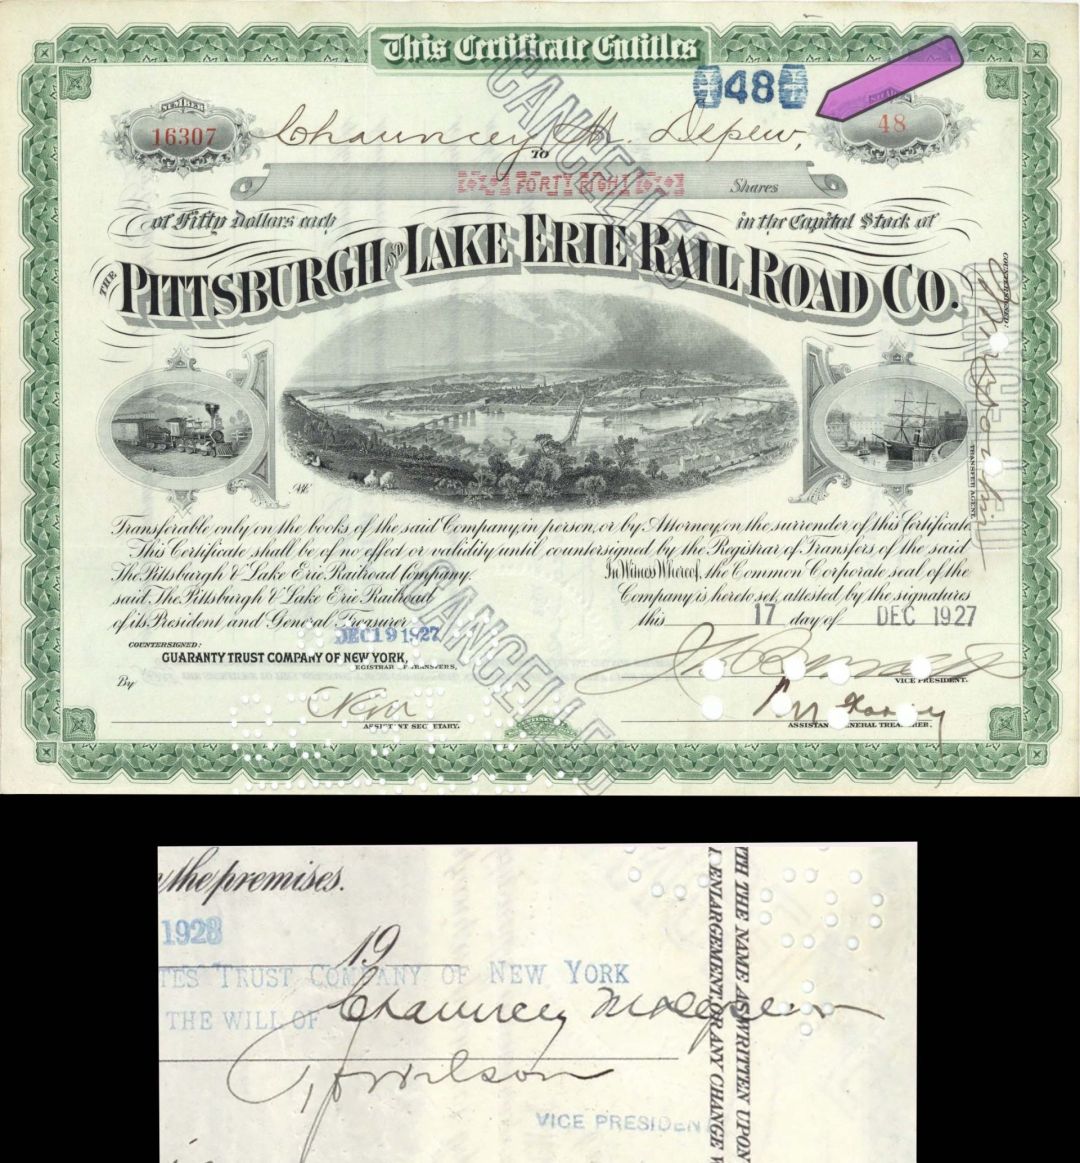 This Certificate Entitles
48
NUMBER
16307
Chauncey M. Depew,
48
TO
FORTY EIGHT
Shares
of Fifty Dollars each
in the Capital Stock of
THE PITTSBURGH AND LAKE ERIE RAIL ROAD CO.
CANCELLED
COUNTERSIGNED:
TRANSFER AGENT.
CANCELLED
Transferable only on the books of the said Company, in person, or by Attorney on the surrender of this Certificate
This Certificate shall be of no effect or validity until countersigned by the Registrar of Transfers of the said
The Pittsburgh & Lake Erie Railroad Company.
In Witness Whereof, the Common Corporate seal of the
said The Pittsburgh & Lake Erie Railroad
Company is hereto set, attested by the signatures
of its President and General Treasurer
this 17 day of DEC 1927
DEC 19 1927
COUNTERSIGNED:
GUARANTY TRUST COMPANY OF NEW YORK,
REGISTRAR OF TRANSFERS,
By
ASSISTANT SECRETARY.
VICE PRESIDENT.
ASSISTANT GENERAL TREASURER.
CANCELLED
the premises.
1928
19
TES TRUST COMPANY OF NEW YORK
THE WILL OF Chauncey M Depew
Wilson
VICE PRESIDEN
TH THE NAME AS WRITTEN UPON
ENLARGEMENT OR ANY CHANGE W